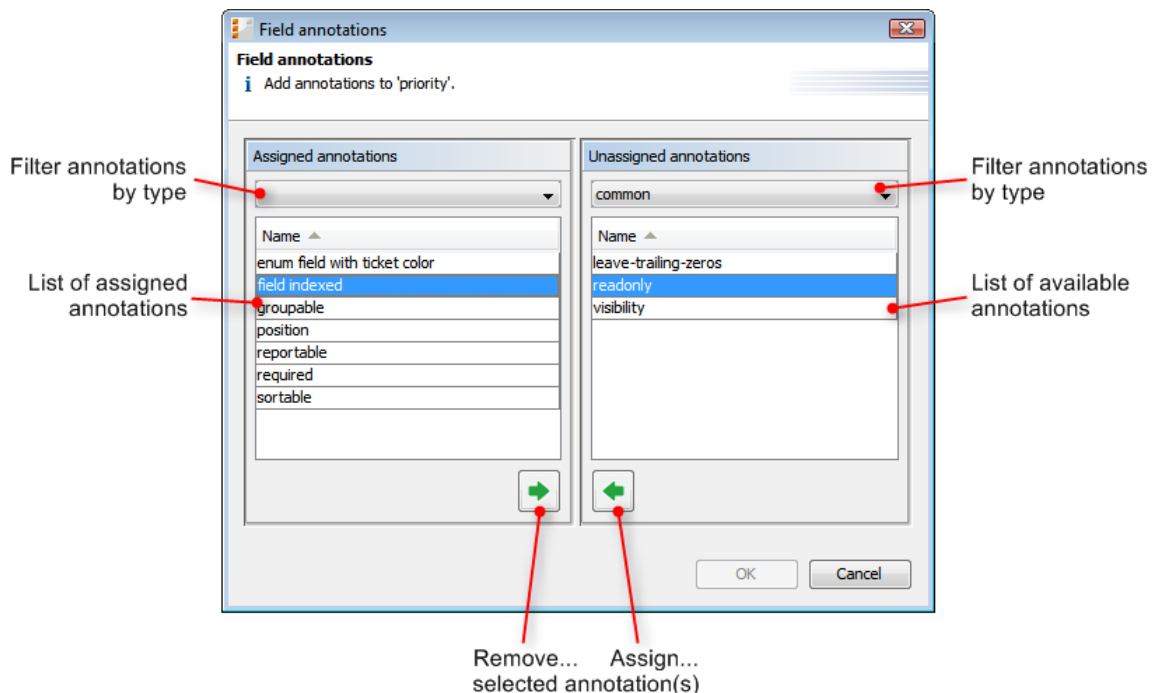 Field annotations
Field annotations
i Add annotations to 'priority'.
Filter annotations
by type
Assigned annotations
Name
enum field with ticket color
field indexed
groupable
position
reportable
required
sortable
List of assigned
annotations
Unassigned annotations
common
Name
leave-trailing-zeros
readonly
visibility
Filter annotations
by type
List of available
annotations
OK
Cancel
Remove... Assign...
selected annotation(s)